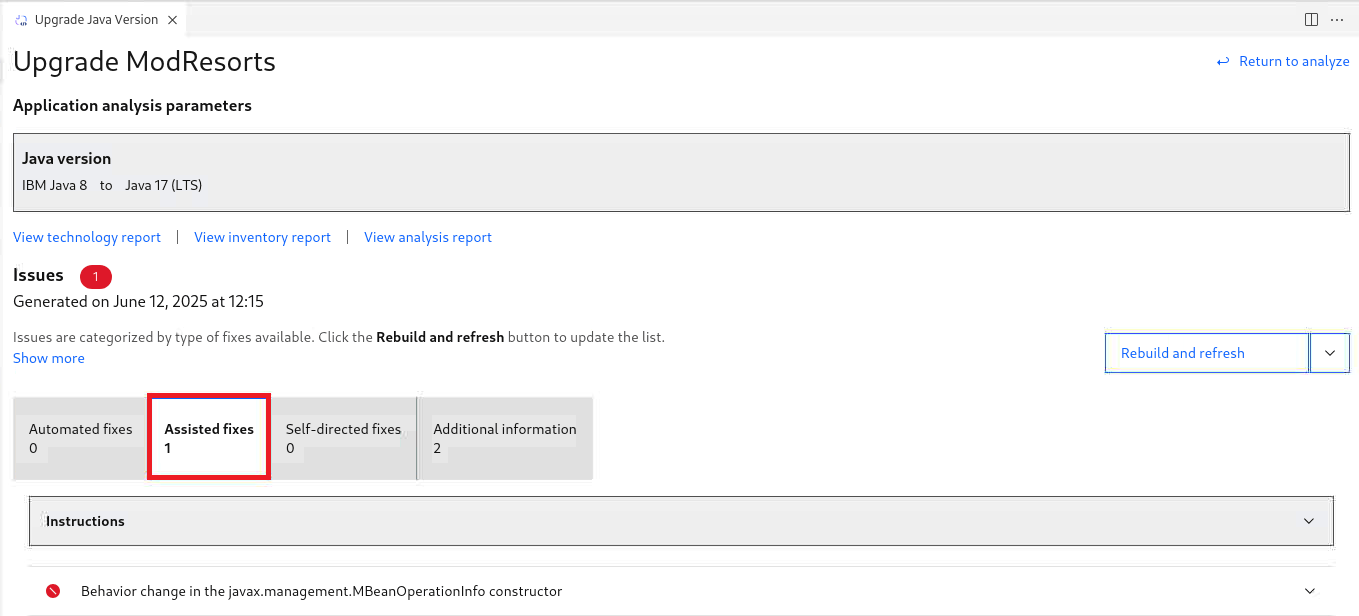 Upgrade Java Version
Upgrade ModResorts
Return to analyze
Application analysis parameters
Java version
IBM Java 8 to Java 17 (LTS)
View technology report | View inventory report | View analysis report
Issues 1
Generated on June 12, 2025 at 12:15
Issues are categorized by type of fixes available. Click the Rebuild and refresh button to update the list.
Show more
Rebuild and refresh
Automated fixes
0
Assisted fixes
1
Self-directed fixes
0
Additional information
2
Instructions
Behavior change in the javax.management.MBeanOperationInfo constructor